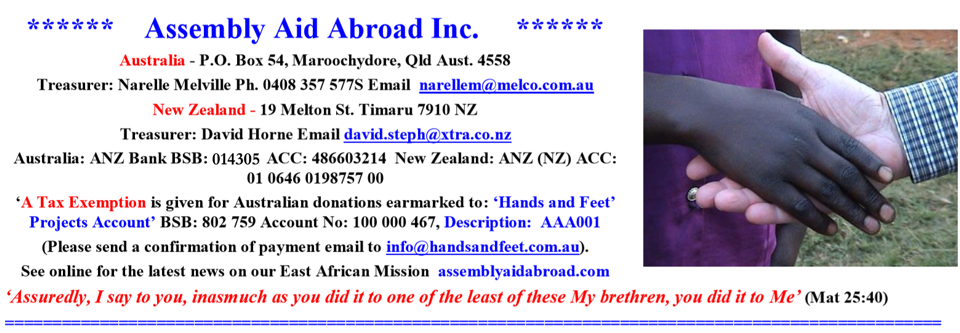 ****** Assembly Aid Abroad Inc. ******
Australia - P.O. Box 54, Maroochydore, Qld Aust. 4558
Treasurer: Narelle Melville Ph. 0408 357 577S Email narellem@melco.com.au
New Zealand - 19 Melton St. Timaru 7910 NZ
Treasurer: David Horne Email david.steph@xtra.co.nz
Australia: ANZ Bank BSB: 014305 ACC: 486603214 New Zealand: ANZ (NZ) ACC:
01 0646 0198757 00
‘A Tax Exemption is given for Australian donations earmarked to: ‘Hands and Feet’
Projects Account’ BSB: 802 759 Account No: 100 000 467, Description: AAA001
(Please send a confirmation of payment email to info@handsandfeet.com.au).
See online for the latest news on our East African Mission assemblyaidabroad.com
‘Assuredly, I say to you, inasmuch as you did it to one of the least of these My brethren, you did it to Me’ (Mat 25:40)